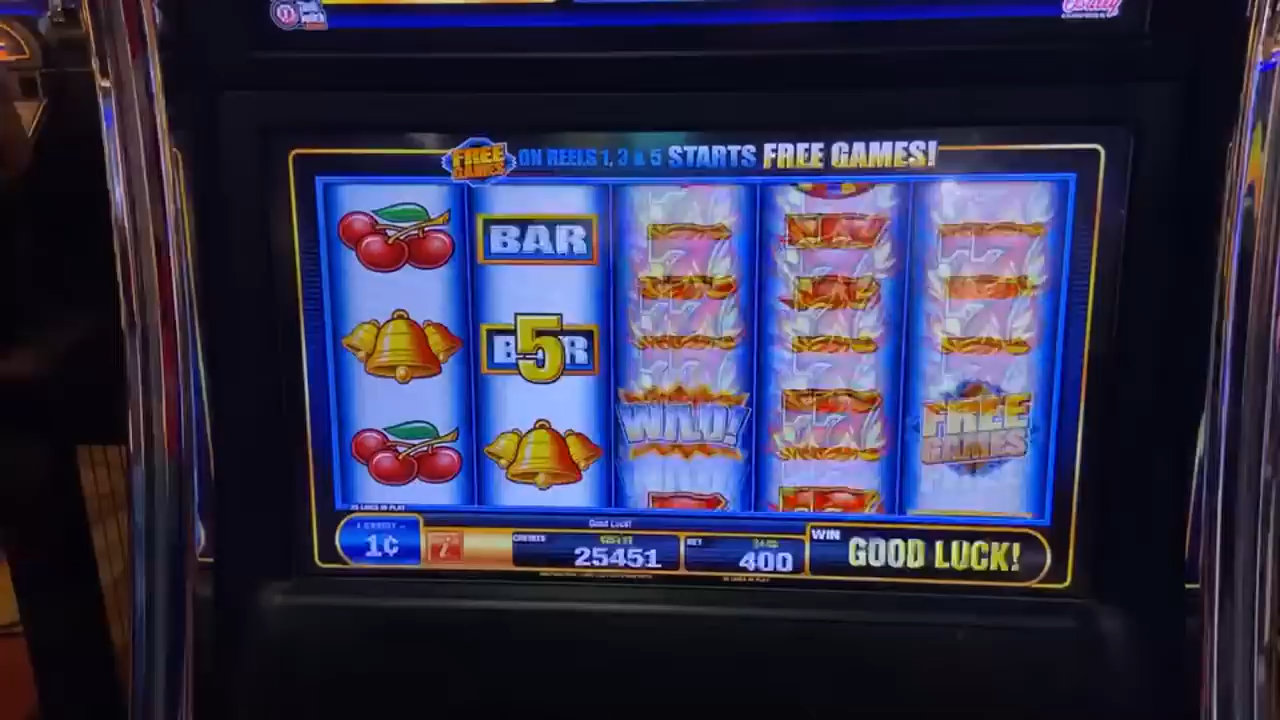 FREE GAMES ON REELS 1, 3 & 5 STARTS FREE GAMES!
BAR
BAR 5
WILD!
FREE
GAMES
Good Luck!
1¢
i
CREDITS
25451
BET
400
WIN
GOOD LUCK!